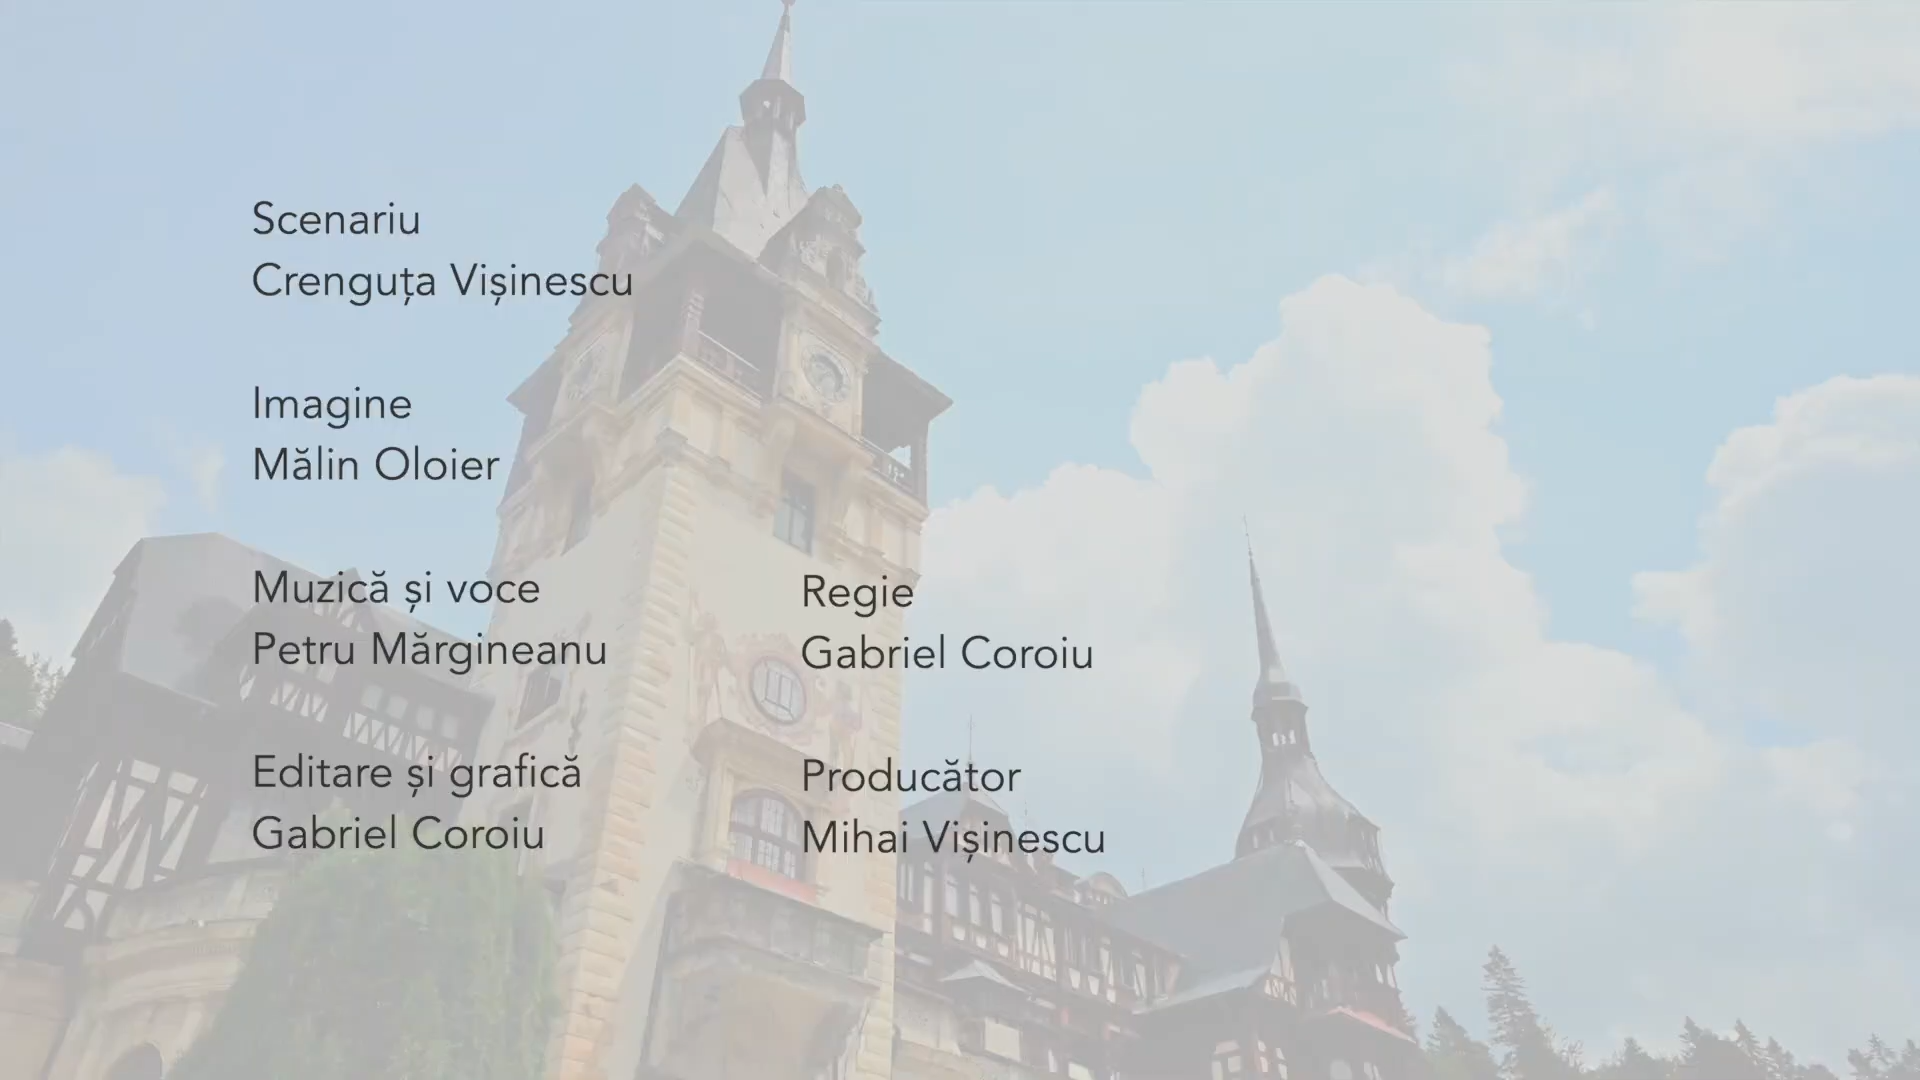 Scenariu
Crenguța Vișinescu
Imagine
Mălin Oloier
Muzică și voce
Petru Mărgineanu
Editare și grafică
Gabriel Coroiu
Regie
Gabriel Coroiu
Producător
Mihai Vișinescu